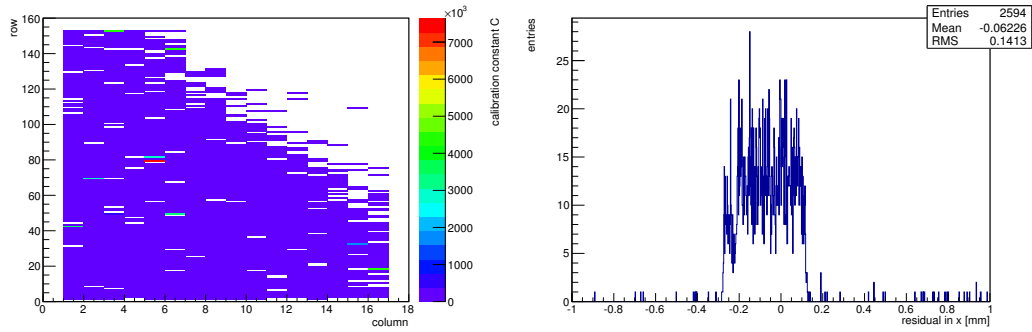 ×10³
row
160
140
120
100
80
60
40
20
0
0 2 4 6 8 10 12 14 16 18
column
7000
6000
5000
4000
3000
2000
1000
0
calibration constant C
Entries 2594
Mean -0.06226
RMS 0.1413
entries
25
20
15
10
5
0
-1 -0.8 -0.6 -0.4 -0.2 0 0.2 0.4 0.6 0.8 1
residual in x [mm]